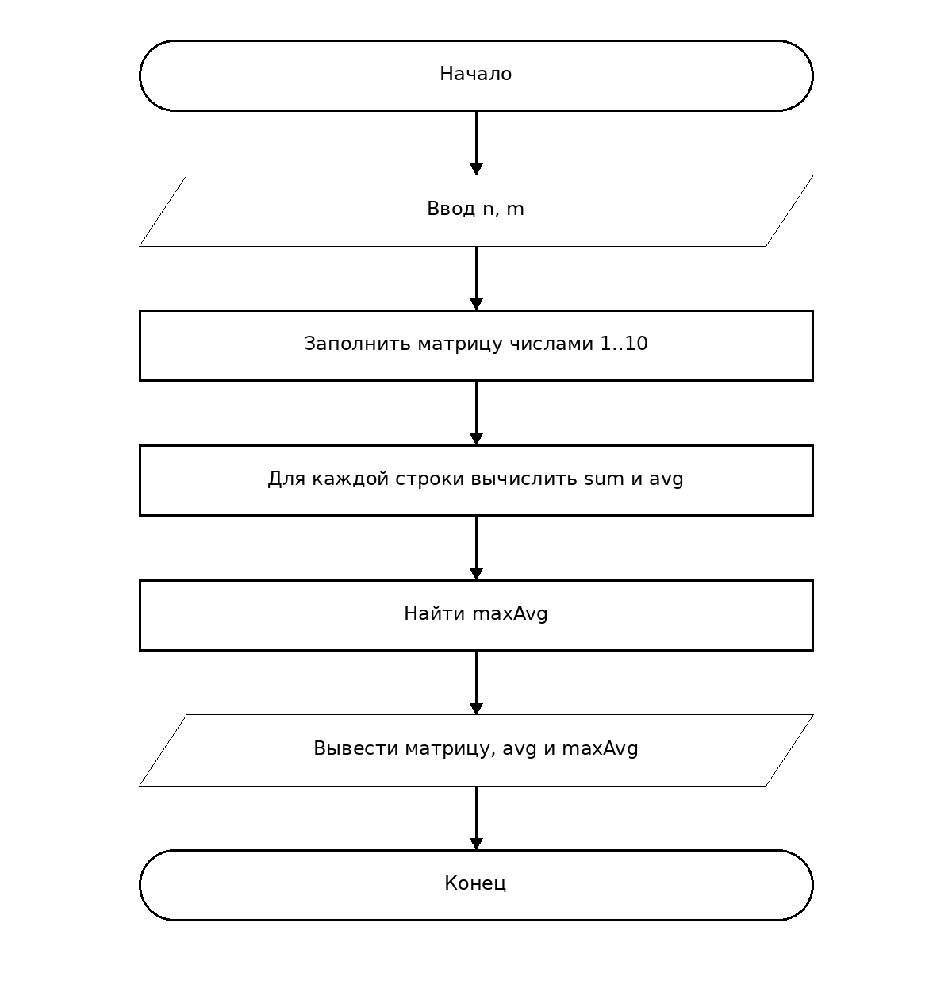 Начало
Ввод n, m
Заполнить матрицу числами 1..10
Для каждой строки вычислить sum и avg
Найти maxAvg
Вывести матрицу, avg и maxAvg
Конец